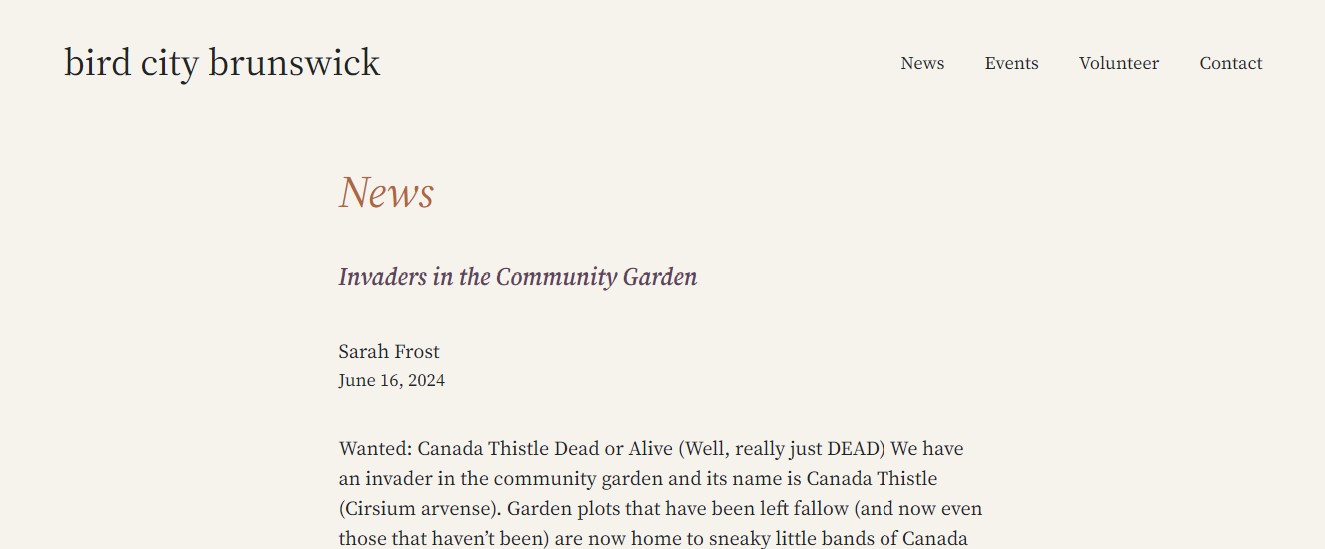 bird city brunswick
News Events Volunteer Contact
News
Invaders in the Community Garden
Sarah Frost
June 16, 2024
Wanted: Canada Thistle Dead or Alive (Well, really just DEAD) We have
an invader in the community garden and its name is Canada Thistle
(Cirsium arvense). Garden plots that have been left fallow (and now even
those that haven’t been) are now home to sneaky little bands of Canada